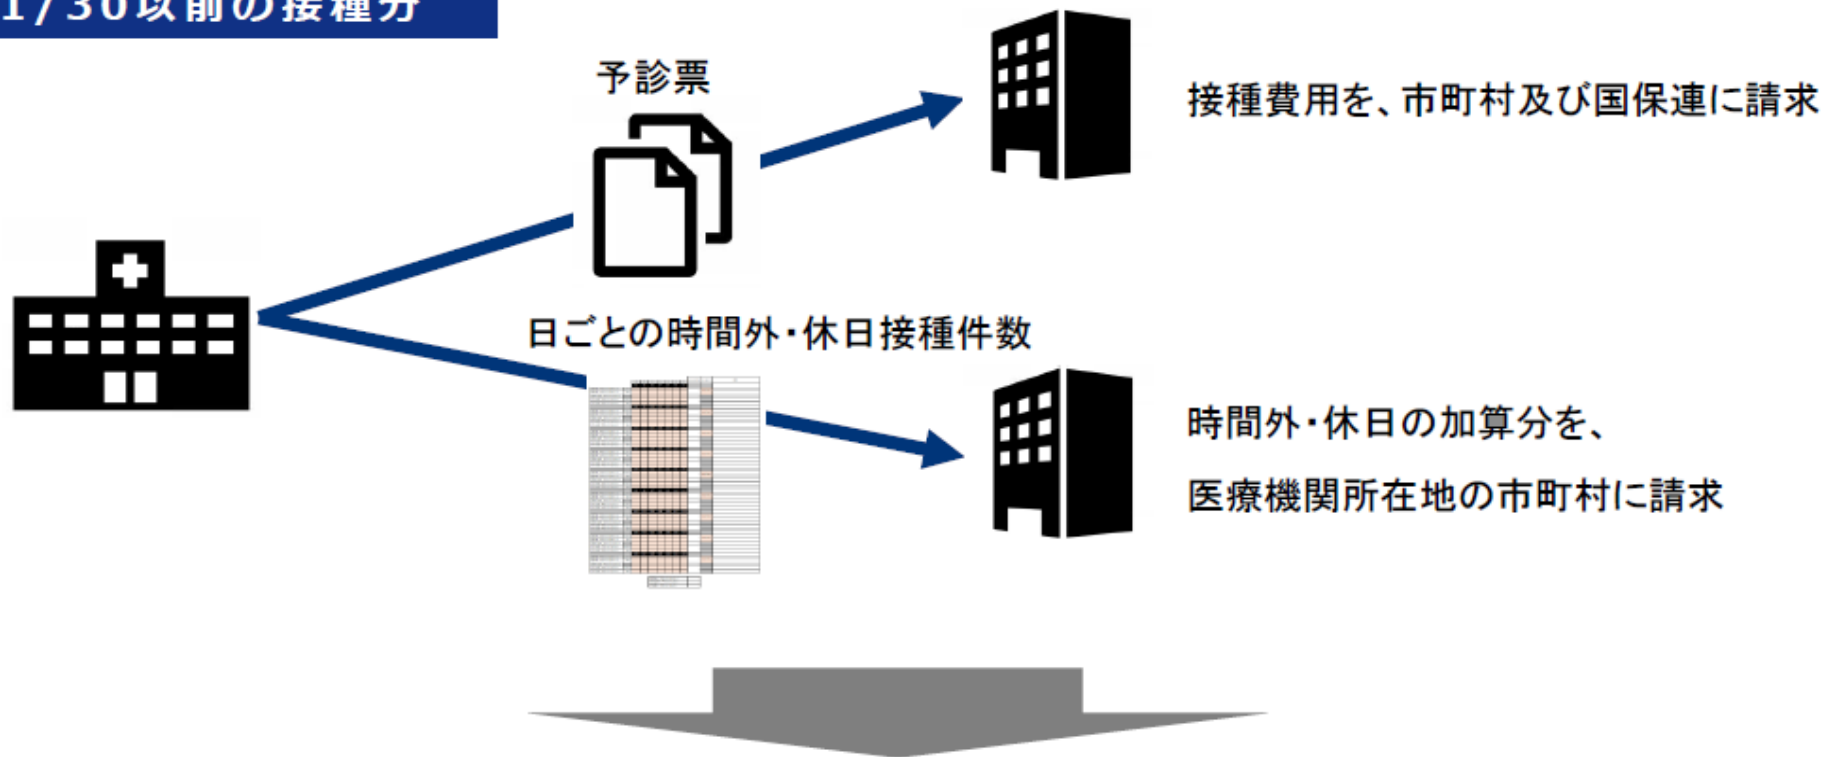 1/30以前の接種分
予診票
接種費用を、市町村及び国保連に請求
日ごとの時間外・休日接種件数
時間外・休日の加算分を、
医療機関所在地の市町村に請求